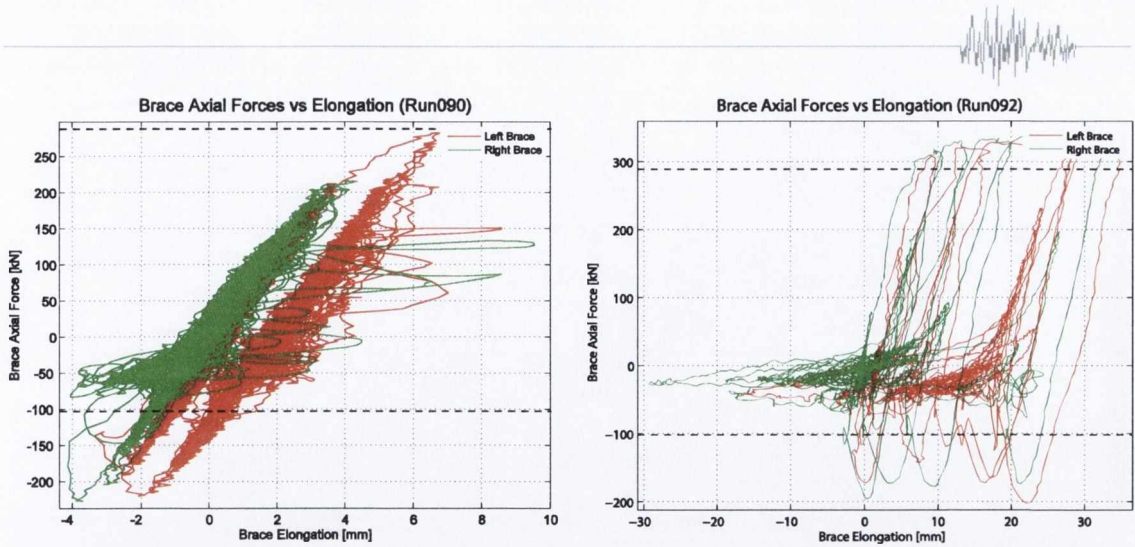 Brace Axial Forces vs Elongation (Run090)
Left Brace
Right Brace
250
200
150
100
50
0
-50
-100
-150
-200
Brace Axial Force [kN]
-4 -2 0 2 4 6 8 10
Brace Elongation [mm]
Brace Axial Forces vs Elongation (Run092)
Left Brace
Right Brace
300
200
100
0
-100
-200
Brace Axial Force [kN]
-30 -20 -10 0 10 20 30
Brace Elongation [mm]